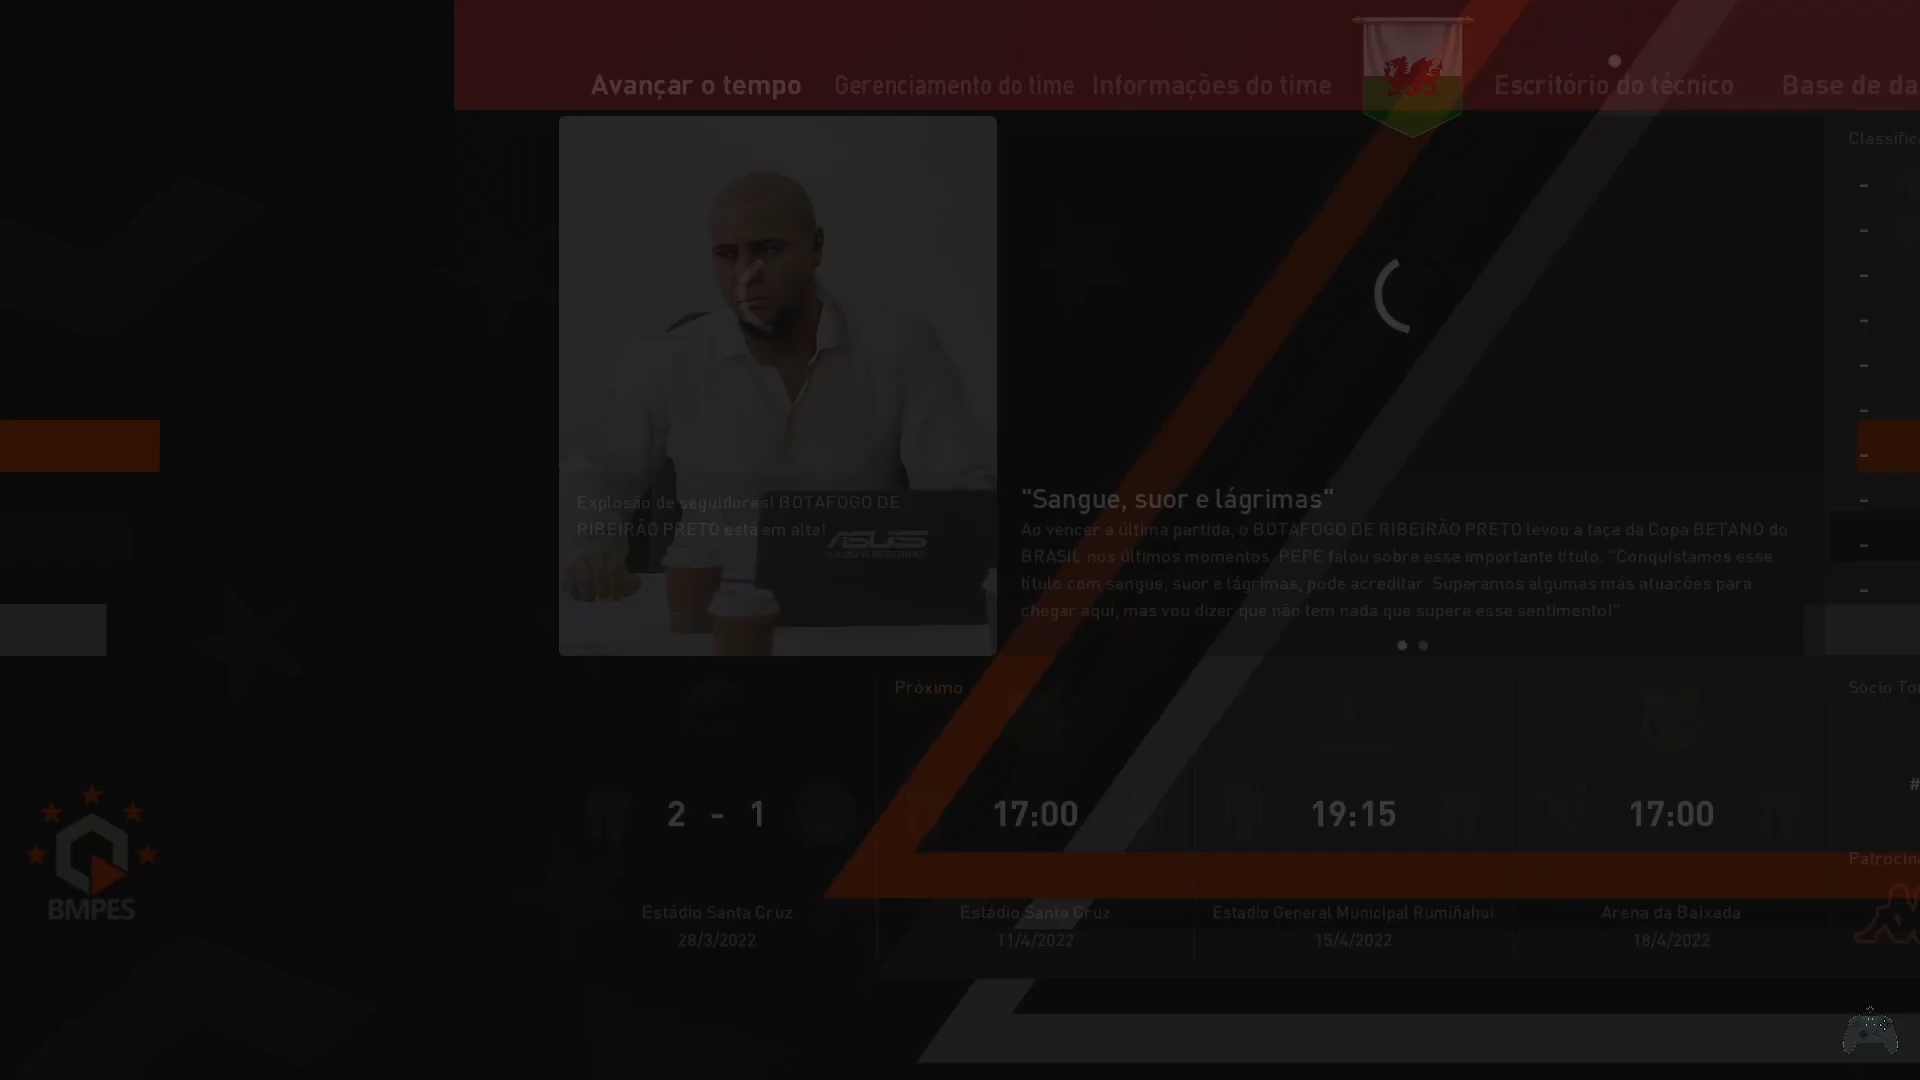 Avançar o tempo
Gerenciamento do time
Informações do time
Escritório do técnico
Base de da
Classific
Explosão de seguidores! BOTAFOGO DE
RIBEIRÃO PRETO está em alta!
ASUS
"Sangue, suor e lágrimas"
Ao vencer a última partida, o BOTAFOGO DE RIBEIRÃO PRETO levou a taça da Copa BETANO do
BRASIL nos últimos momentos. PEPE falou sobre esse importante título. "Conquistamos esse
título com sangue, suor e lágrimas, pode acreditar. Superamos algumas más atuacões para
chegar aqui, mas vou dizer que não tem nada que supere esse sentimento!"
Próximo
Sócio To
2 - 1
17:00
19:15
17:00
#
Patrocin
BMPES
Estádio Santa Cruz
28/3/2022
Estádio Santa Cruz
11/4/2022
Estadio General Municipal Rumiñahui
15/4/2022
Arena da Baixada
18/4/2022